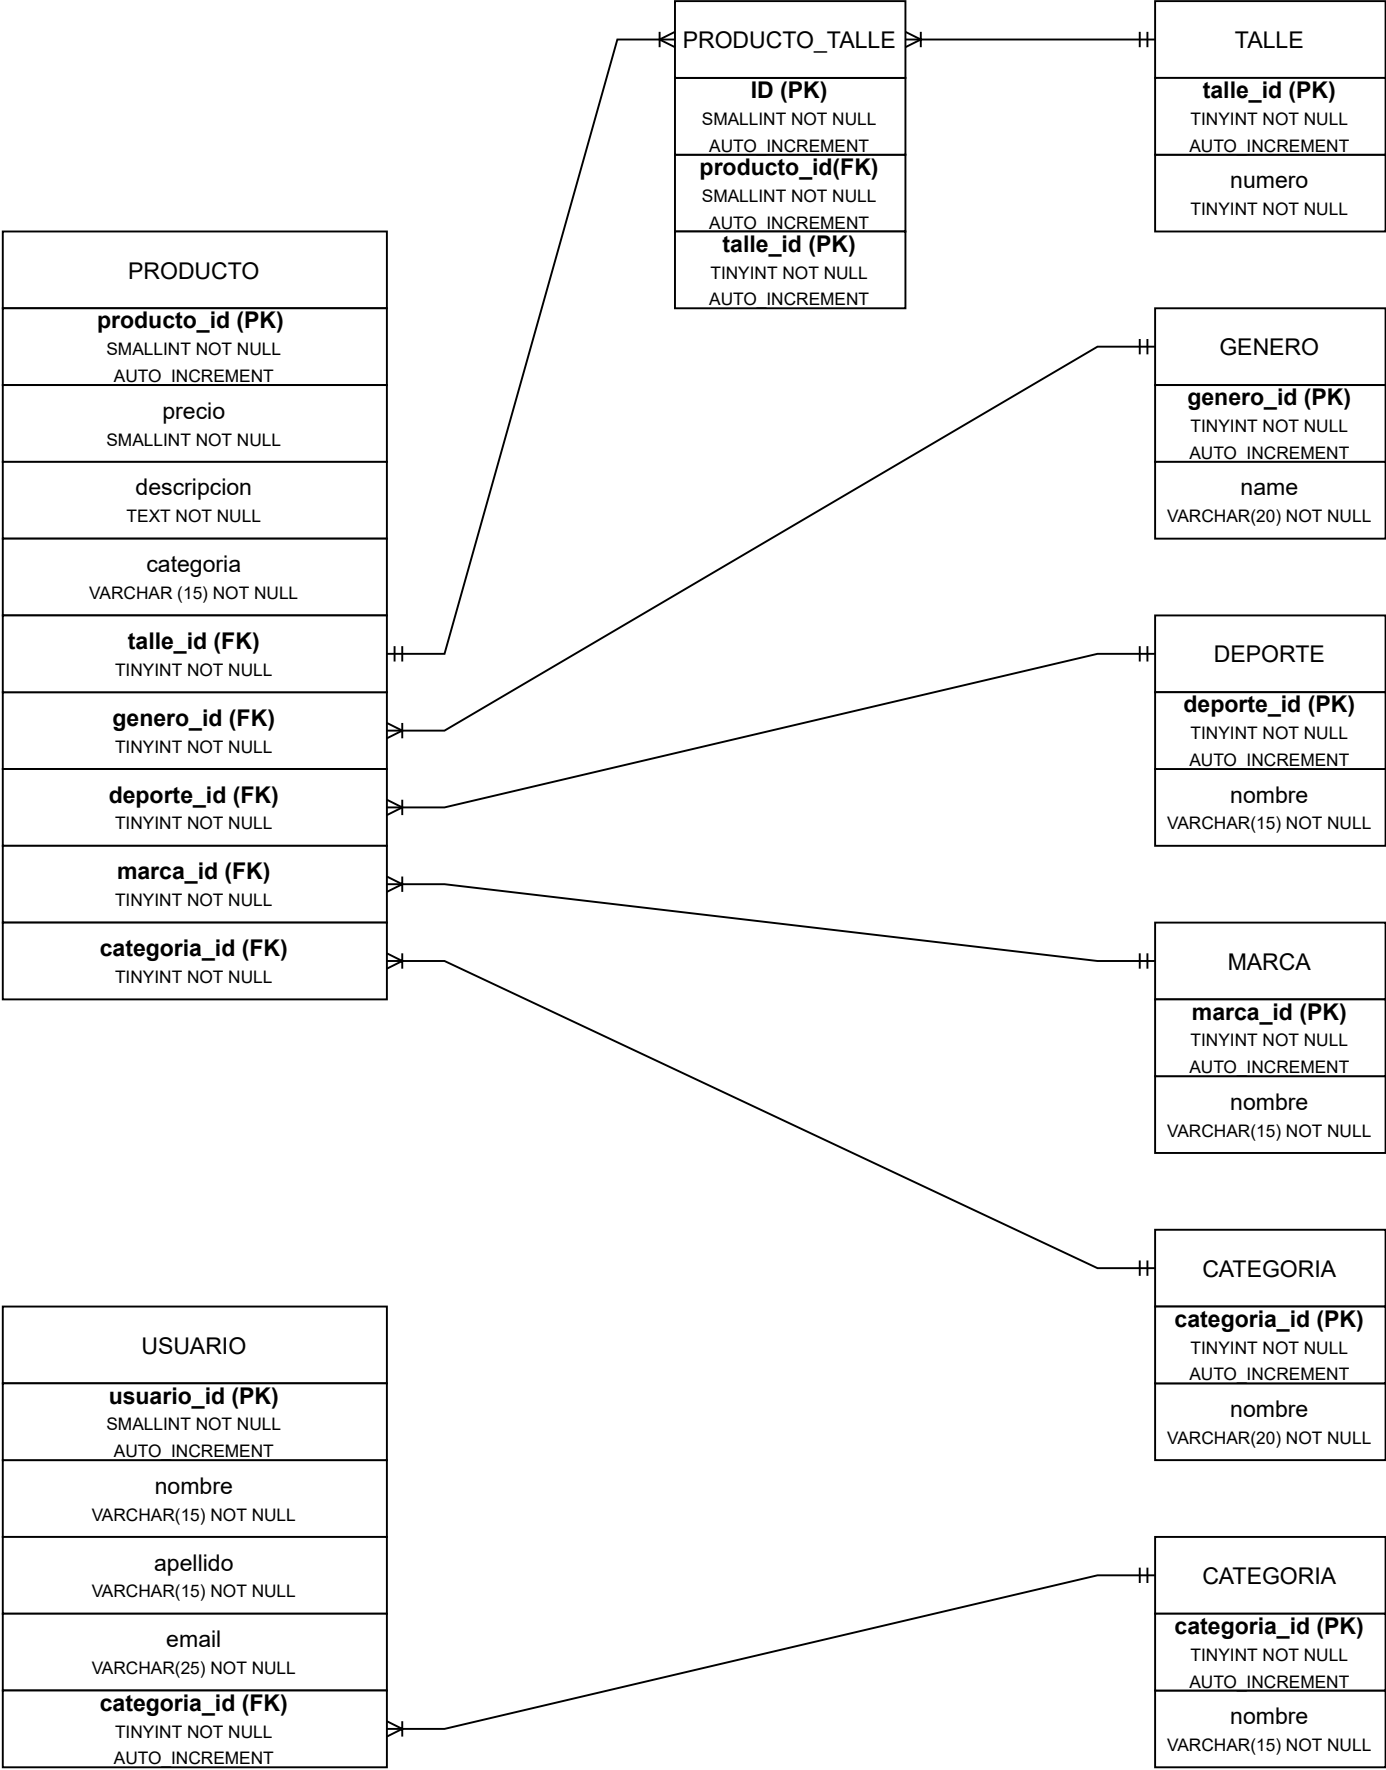 PRODUCTO_TALLE
ID (PK)
SMALLINT NOT NULL
AUTO_INCREMENT
producto_id(FK)
SMALLINT NOT NULL
AUTO_INCREMENT
talle_id (PK)
TINYINT NOT NULL
AUTO_INCREMENT
TALLE
talle_id (PK)
TINYINT NOT NULL
AUTO_INCREMENT
numero
TINYINT NOT NULL
PRODUCTO
producto_id (PK)
SMALLINT NOT NULL
AUTO_INCREMENT
precio
SMALLINT NOT NULL
descripcion
TEXT NOT NULL
categoria
VARCHAR (15) NOT NULL
talle_id (FK)
TINYINT NOT NULL
genero_id (FK)
TINYINT NOT NULL
deporte_id (FK)
TINYINT NOT NULL
marca_id (FK)
TINYINT NOT NULL
categoria_id (FK)
TINYINT NOT NULL
GENERO
genero_id (PK)
TINYINT NOT NULL
AUTO_INCREMENT
name
VARCHAR(20) NOT NULL
DEPORTE
deporte_id (PK)
TINYINT NOT NULL
AUTO_INCREMENT
nombre
VARCHAR(15) NOT NULL
MARCA
marca_id (PK)
TINYINT NOT NULL
AUTO_INCREMENT
nombre
VARCHAR(15) NOT NULL
CATEGORIA
categoria_id (PK)
TINYINT NOT NULL
AUTO_INCREMENT
nombre
VARCHAR(20) NOT NULL
USUARIO
usuario_id (PK)
SMALLINT NOT NULL
AUTO_INCREMENT
nombre
VARCHAR(15) NOT NULL
apellido
VARCHAR(15) NOT NULL
email
VARCHAR(25) NOT NULL
categoria_id (FK)
TINYINT NOT NULL
AUTO_INCREMENT
CATEGORIA
categoria_id (PK)
TINYINT NOT NULL
AUTO_INCREMENT
nombre
VARCHAR(15) NOT NULL